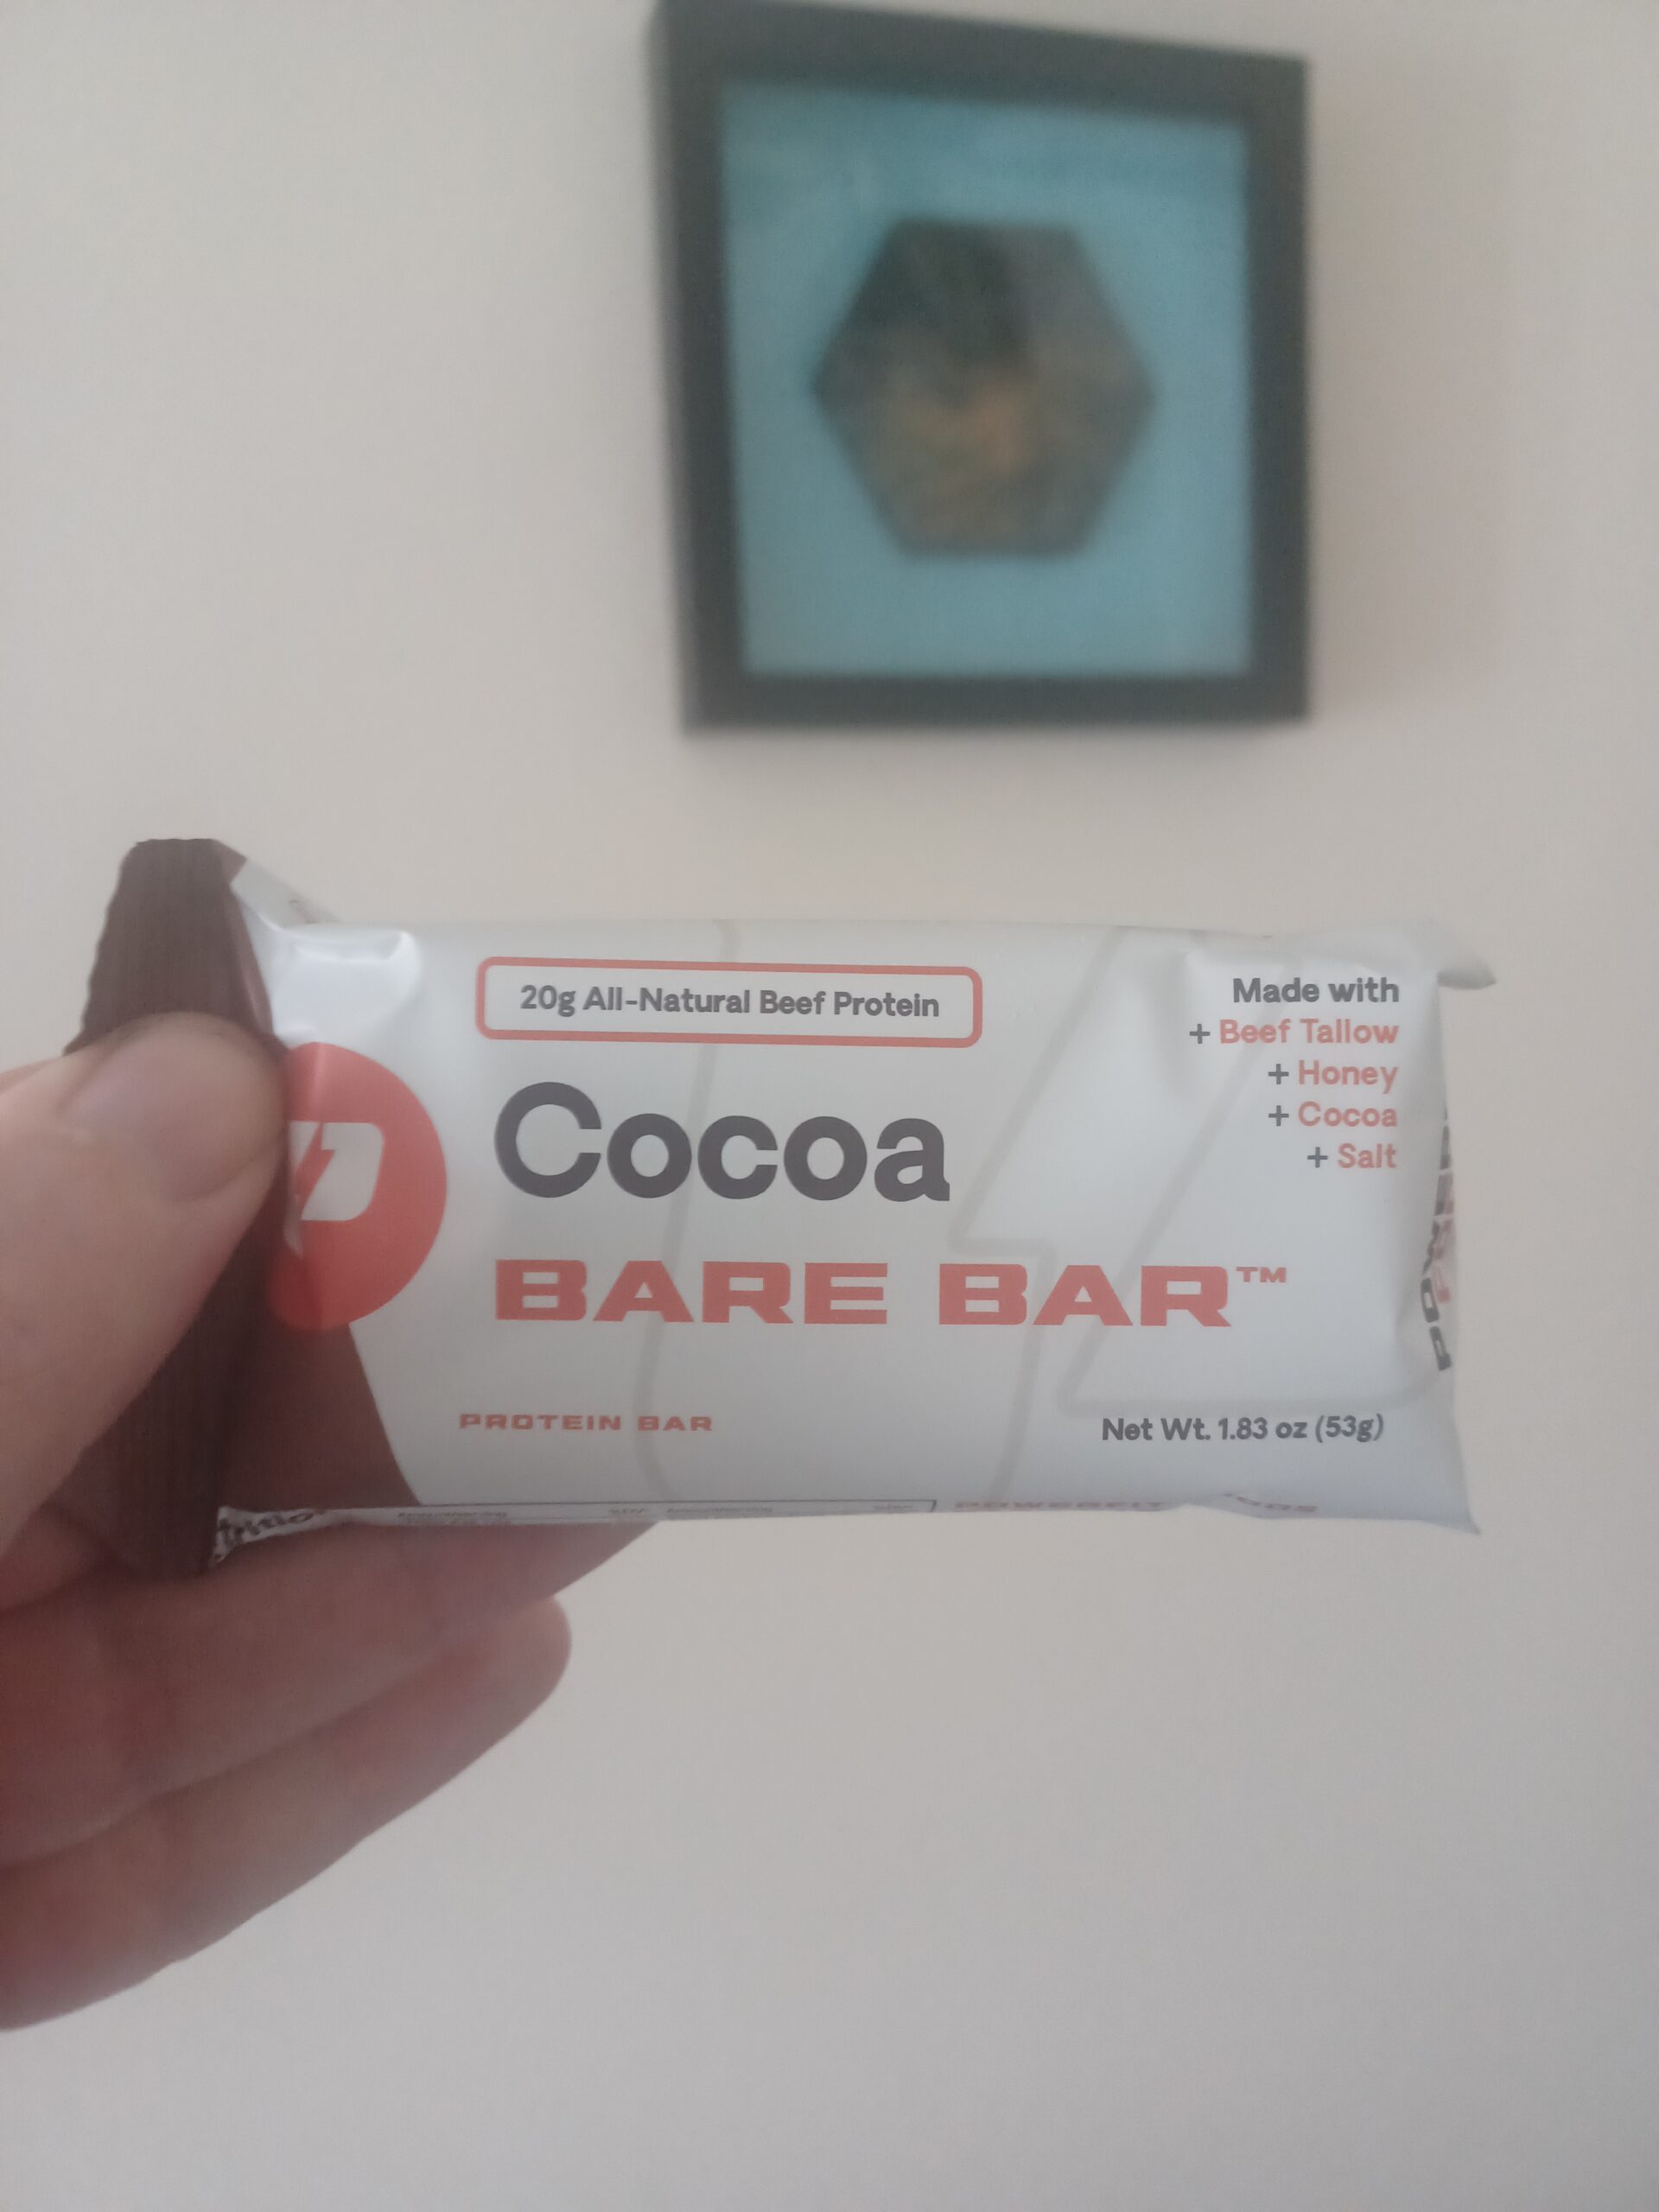 20g All-Natural Beef Protein
Made with
+ Beef Tallow
+ Honey
+ Cocoa
+ Salt
Cocoa
BARE BAR™
PROTEIN BAR
Net Wt. 1.83 oz (53g)